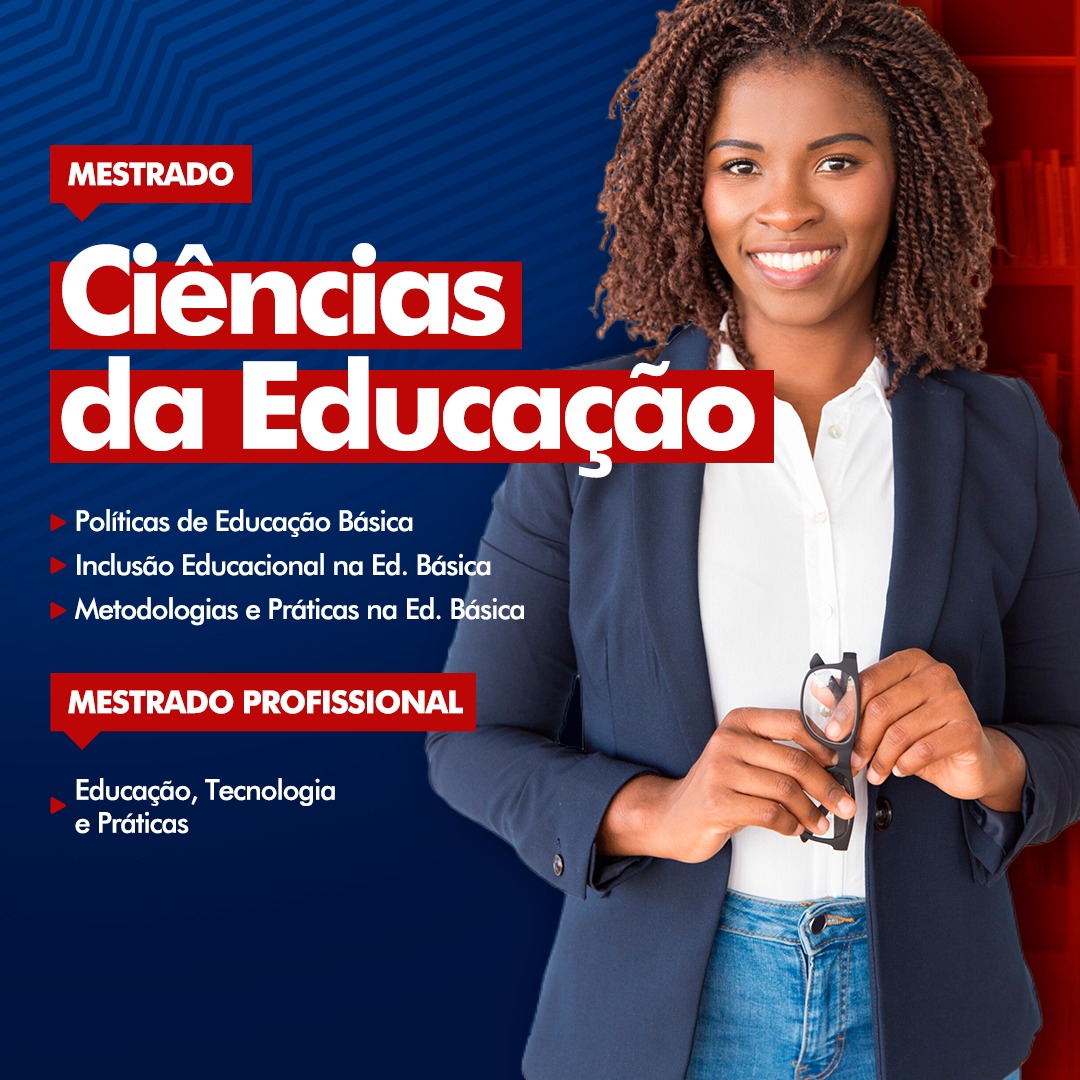 MESTRADO
Ciências
da Educação
Políticas de Educação Básica
Inclusão Educacional na Ed. Básica
Metodologias e Práticas na Ed. Básica
MESTRADO PROFISSIONAL
Educação, Tecnologia
e Práticas